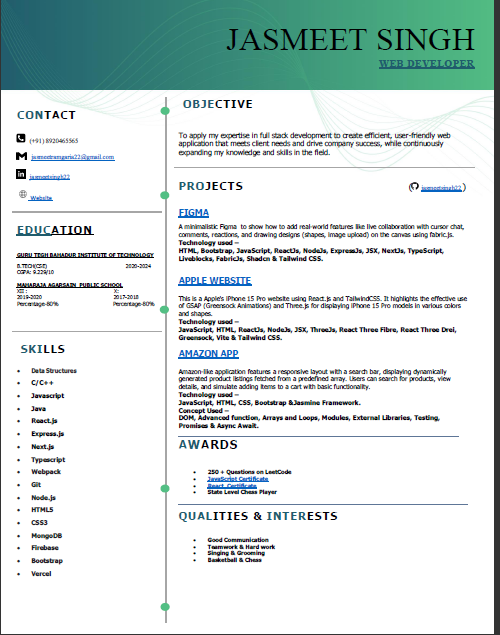 JASMEET SINGH
WEB DEVELOPER
CONTACT
(+91) 8920465565
jasmeetramgaria22@gmail.com
jasmeetsingh22
Website
EDUCATION
GURU TEGH BAHADUR INSTITUTE OF TECHNOLOGY
B.TECH(CSE) 2020-2024
CGPA: 9.229/10
MAHARAJA AGARSAIN PUBLIC SCHOOL
XII : X:
2019-2020 2017-2018
Percentage-80% Percentage-80%
SKILLS
Data Structures
C/C++
Javascript
Java
React.js
Express.js
Next.js
Typescript
Webpack
Git
Node.js
HTML5
CSS3
MongoDB
Firebase
Bootstrap
Vercel
OBJECTIVE
To apply my expertise in full stack development to create efficient, user-friendly web
application that meets client needs and drive company success, while continuously
expanding my knowledge and skills in the field.
PROJECTS ( jasmeetsingh22 )
FIGMA
A minimalistic Figma to show how to add real-world features like live collaboration with cursor chat,
comments, reactions, and drawing designs (shapes, image upload) on the canvas using fabric.js.
Technology used –
HTML, Bootstrap, JavaScript, ReactJs, NodeJs, ExpressJs, JSX, NextJs, TypeScript,
Liveblocks, FabricJs, Shadcn & Tailwind CSS.
APPLE WEBSITE
This is a Apple's iPhone 15 Pro website using React.js and TailwindCSS. It highlights the effective use
of GSAP (Greensock Animations) and Three.js for displaying iPhone 15 Pro models in various colors
and shapes.
Technology used –
JavaScript, HTML, ReactJs, NodeJs, JSX, ThreeJs, React Three Fibre, React Three Drei,
Greensock, Vite & Tailwind CSS.
AMAZON APP
Amazon-like application features a responsive layout with a search bar, displaying dynamically
generated product listings fetched from a predefined array. Users can search for products, view
details, and simulate adding items to a cart with basic functionality.
Technology used –
JavaScript, HTML, CSS, Bootstrap &Jasmine Framework.
Concept Used –
DOM, Advanced function, Arrays and Loops, Modules, External Libraries, Testing,
Promises & Async Await.
AWARDS
250 + Questions on LeetCode
JavaScript Certificate
React Certificate
State Level Chess Player
QUALITIES & INTERESTS
Good Communication
Teamwork & Hard work
Singing & Grooming
Basketball & Chess